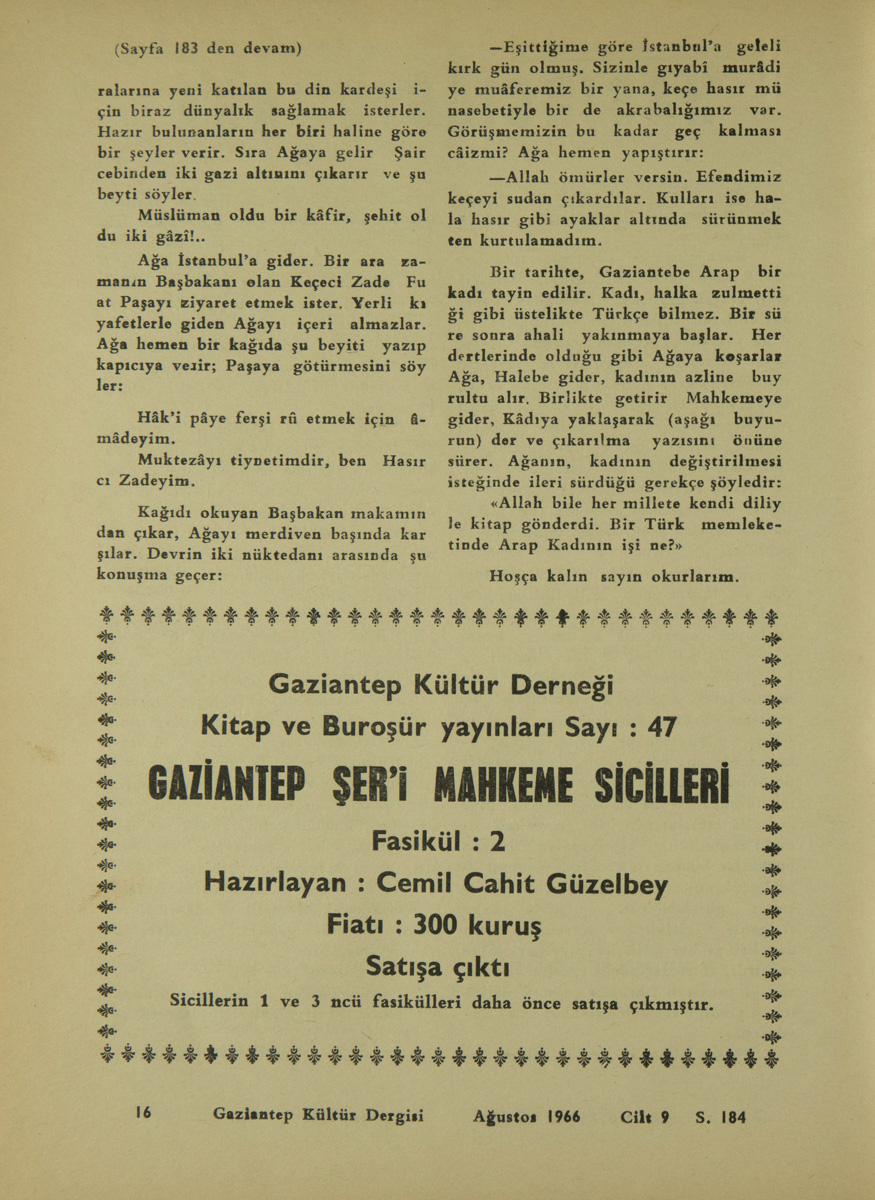 (Sayfa 183 den devam)
ralarına yeni katılan bu din kardeşi i-
çin biraz dünyalık sağlamak isterler.
Hazır bulunanların her biri haline göre
bir şeyler verir. Sıra Ağaya gelir Şair
cebinden iki gazi altınını çıkarır ve şu
beyti söyler.
Müslüman oldu bir kâfir, şehit ol
du iki gâzi!..
Ağa İstanbul'a gider. Bir ara za-
manın Başbakanı olan Keçeci Zade Fu
at Paşayı ziyaret etmek ister. Yerli kı
yafetlerle giden Ağayı içeri almazlar.
Ağa hemen bir kağıda şu beyiti yazıp
kapıcıya verir; Paşaya götürmesini söy
ler:
Hâk'i pâye ferşi rû etmek için â-
mâdeyim.
Muktezâyı tiynetimdir, ben Hasır
cı Zadeyim.
Kağıdı okuyan Başbakan makamın
dan çıkar, Ağayı merdiven başında kar
şılar. Devrin iki nüktedanı arasında şu
konuşma geçer:
—Eşittiğime göre İstanbul'a geleli
kırk gün olmuş. Sizinle gıyabî murâdi
ye muâferemiz bir yana, keçe hasır mü
nasebetiyle bir de akrabalığımız var.
Görüşmemizin bu kadar geç kalması
câizmi? Ağa hemen yapıştırır:
—Allah ömürler versin. Efendimiz
keçeyi sudan çıkardılar. Kulları ise ha-
la hasır gibi ayaklar altında sürünmek
ten kurtulamadım.
Bir tarihte, Gaziantebe Arap bir
kadı tayin edilir. Kadı, halka zulmetti
ği gibi üstelikte Türkçe bilmez. Bir sü
re sonra ahali yakınmaya başlar. Her
dertlerinde olduğu gibi Ağaya koşarlar
Ağa, Halebe gider, kadının azline buy
rultu alır. Birlikte getirir Mahkemeye
gider, Kâdıya yaklaşarak (aşağı buyu-
run) der ve çıkarılma yazısını önüne
sürer. Ağanın, kadının değiştirilmesi
isteğinde ileri sürdüğü gerekçe şöyledir:
«Allah bile her millete kendi diliy
le kitap gönderdi. Bir Türk memleke-
tinde Arap Kadının işi ne?»
Hoşça kalın sayın okurlarım.
Gaziantep Kültür Derneği
Kitap ve Buroşür yayınları Sayı : 47
GAZİANTEP ŞER'İ MAHKEME SİCİLLERİ
Fasikül : 2
Hazırlayan : Cemil Cahit Güzelbey
Fiatı : 300 kuruş
Satışa çıktı
Sicillerin 1 ve 3 ncü fasikülleri daha önce satışa çıkmıştır.
16 Gaziantep Kültür Dergisi Ağustos 1966 Cilt 9 S. 184